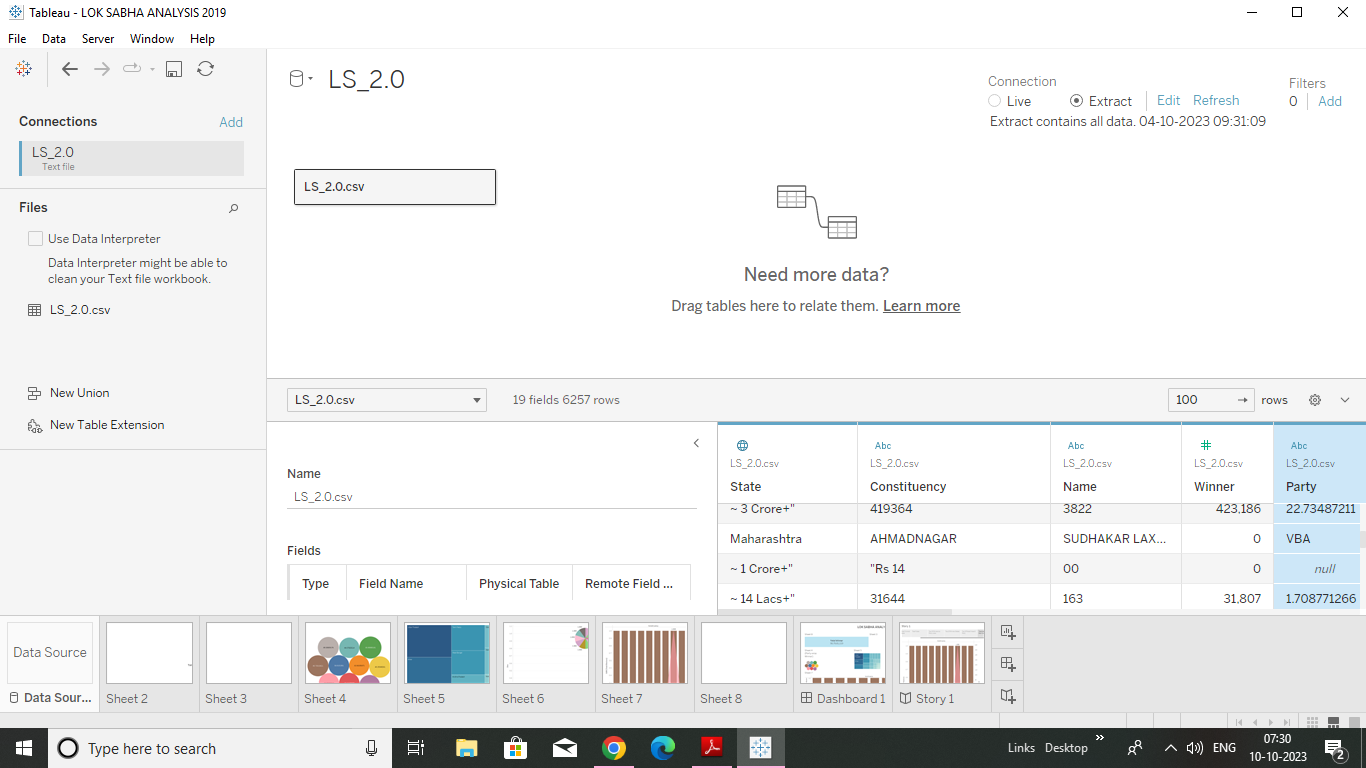 Tableau - LOK SABHA ANALYSIS 2019
File Data Server Window Help
Connections Add
LS_2.0
Text file
Files
Use Data Interpreter
Data Interpreter might be able to
clean your Text file workbook.
LS_2.0.csv
New Union
New Table Extension
LS_2.0
Connection
Live Extract Edit Refresh
Extract contains all data. 04-10-2023 09:31:09
Filters
0 Add
LS_2.0.csv
Need more data?
Drag tables here to relate them. Learn more
LS_2.0.csv 19 fields 6257 rows 100 rows
Name
LS_2.0.csv
Fields
Type Field Name Physical Table Remote Field ...
Abc Abc Abc
LS_2.0.csv LS_2.0.csv LS_2.0.csv LS_2.0.csv LS_2.0.csv
State Constituency Name Winner Party
~ 3 Crore+" 419364 3822 423,186 22.73487211
Maharashtra AHMADNAGAR SUDHAKAR LAX... 0 VBA
~ 1 Crore+" "Rs 14 00 0 null
~ 14 Lacs+" 31644 163 31,807 1.708771266
Data Source
LOK SABHA ANALY
Data Sour... Sheet 2 Sheet 3 Sheet 4 Sheet 5 Sheet 6 Sheet 7 Sheet 8 Dashboard 1 Story 1
Type here to search
Links Desktop ENG
07:30
10-10-2023
2